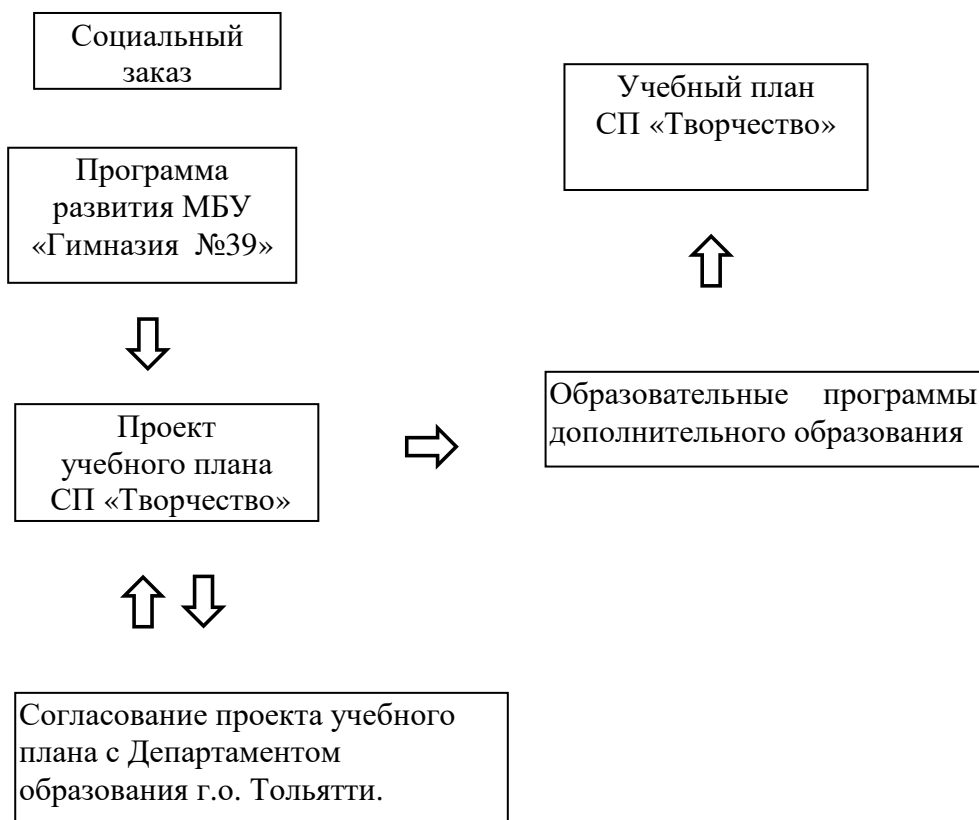 Социальный
заказ
Программа
развития МБУ
«Гимназия №39»
Проект
учебного плана
СП «Творчество»
Согласование проекта учебного
плана с Департаментом
образования г.о. Тольятти.
Образовательные программы
дополнительного образования
Учебный план
СП «Творчество»